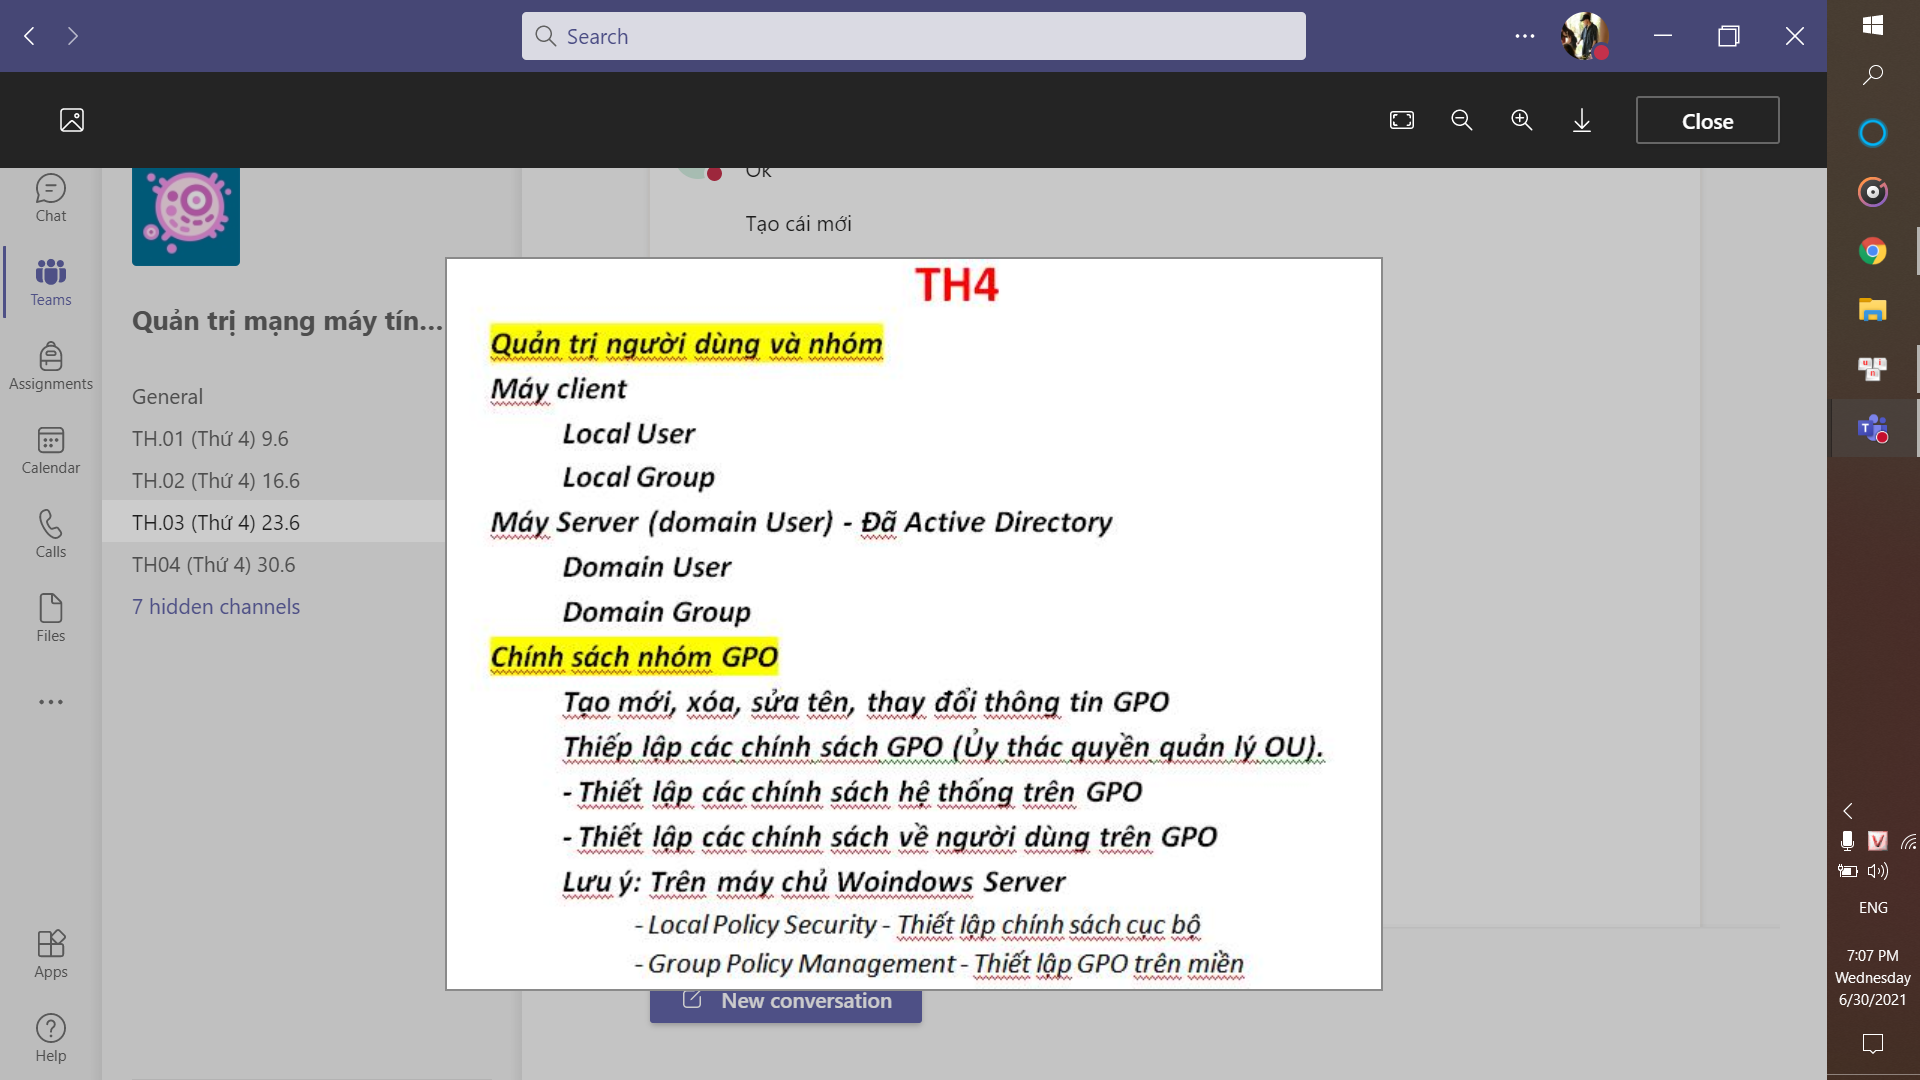 Search
Close
Chat
Teams
Assignments
Calendar
Calls
Files
Apps
Help
Quản trị mạng máy tín...
General
TH.01 (Thứ 4) 9.6
TH.02 (Thứ 4) 16.6
TH.03 (Thứ 4) 23.6
TH04 (Thứ 4) 30.6
7 hidden channels
Ok
Tạo cái mới
TH4
Quản trị người dùng và nhóm
Máy client
Local User
Local Group
Máy Server (domain User) - Đã Active Directory
Domain User
Domain Group
Chính sách nhóm GPO
Tạo mới, xóa, sửa tên, thay đổi thông tin GPO
Thiếp lập các chính sách GPO (Ủy thác quyền quản lý OU).
- Thiết lập các chính sách hệ thống trên GPO
- Thiết lập các chính sách về người dùng trên GPO
Lưu ý: Trên máy chủ Woindows Server
- Local Policy Security - Thiết lập chính sách cục bộ
- Group Policy Management - Thiết lập GPO trên miền
New conversation
ENG
7:07 PM
Wednesday
6/30/2021